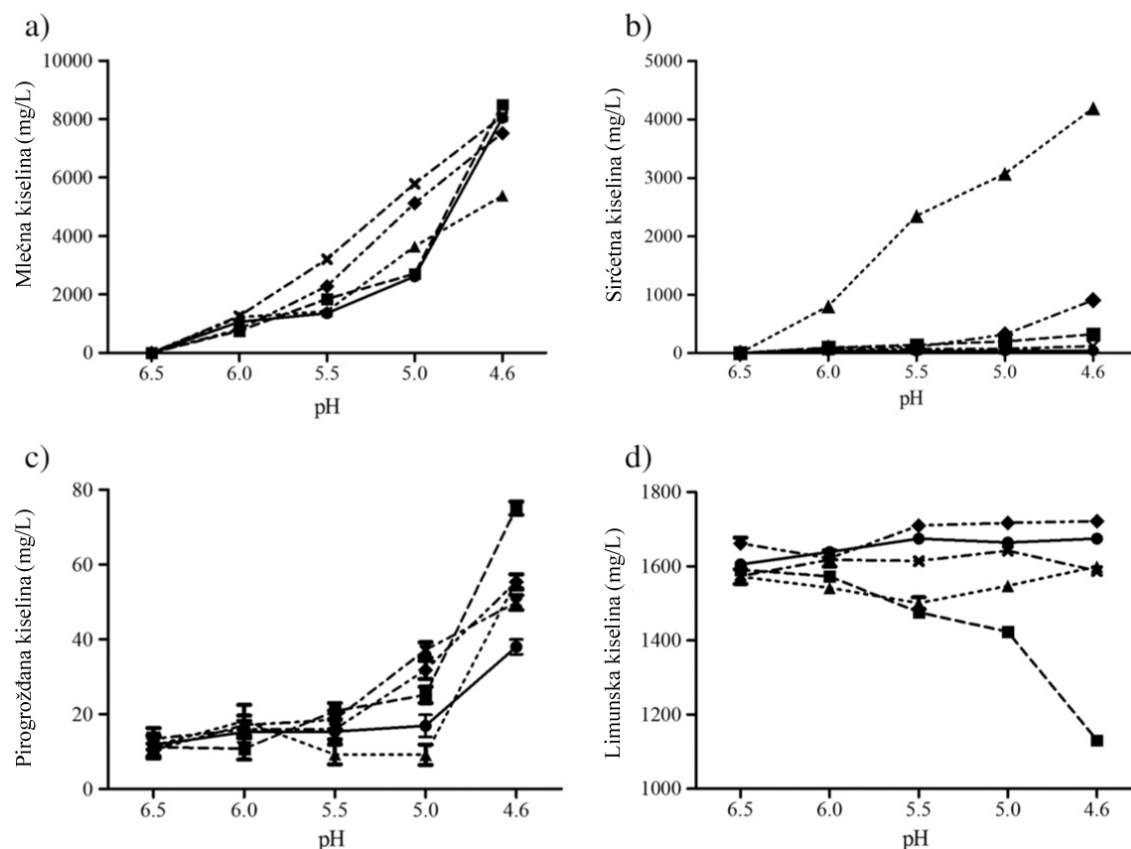 a)
Mlečna kiselina (mg/L)
10000
8000
6000
4000
2000
0
6.5 6.0 5.5 5.0 4.6
pH
b)
Sirćetna kiselina (mg/L)
5000
4000
3000
2000
1000
0
6.5 6.0 5.5 5.0 4.6
pH
c)
Pirogrožđana kiselina (mg/L)
80
60
40
20
0
6.5 6.0 5.5 5.0 4.6
pH
d)
Limunska kiselina (mg/L)
1800
1600
1400
1200
1000
6.5 6.0 5.5 5.0 4.6
pH